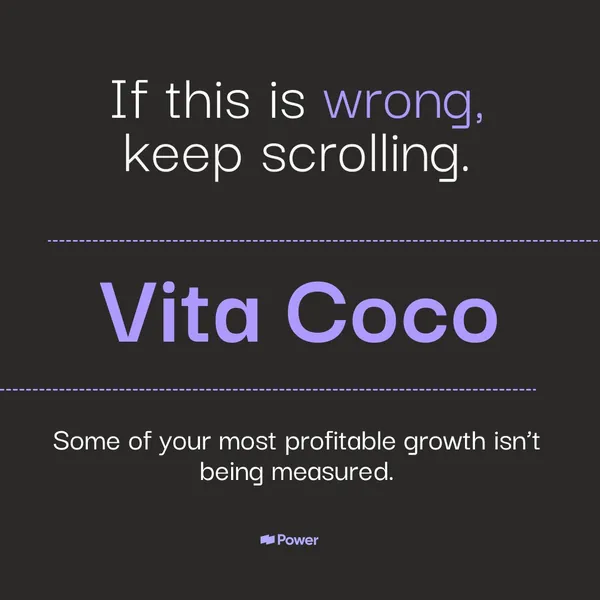 If this is wrong,
keep scrolling.
Vita Coco
Some of your most profitable growth isn't
being measured.
Power